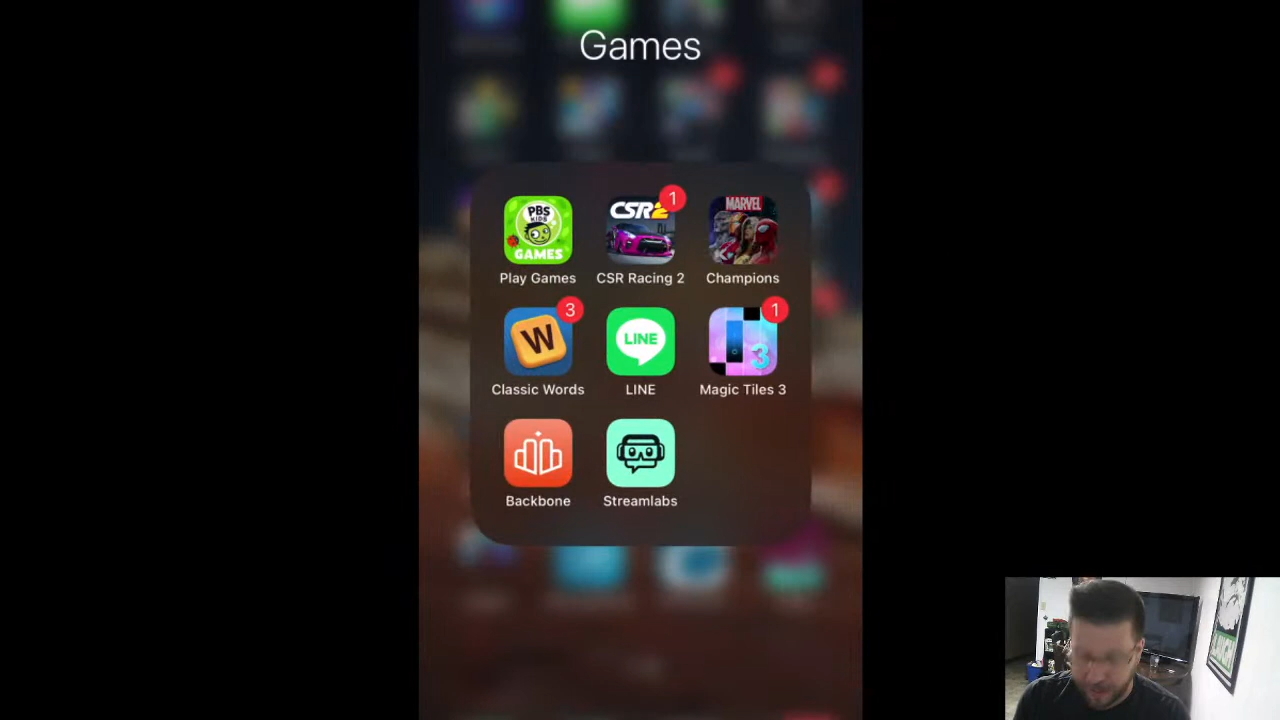 Games
PBS
KIDS
GAMES
Play Games
CSR2
1
CSR Racing 2
MARVEL
Champions
W
3
Classic Words
LINE
LINE
3
1
Magic Tiles 3
Backbone
Streamlabs